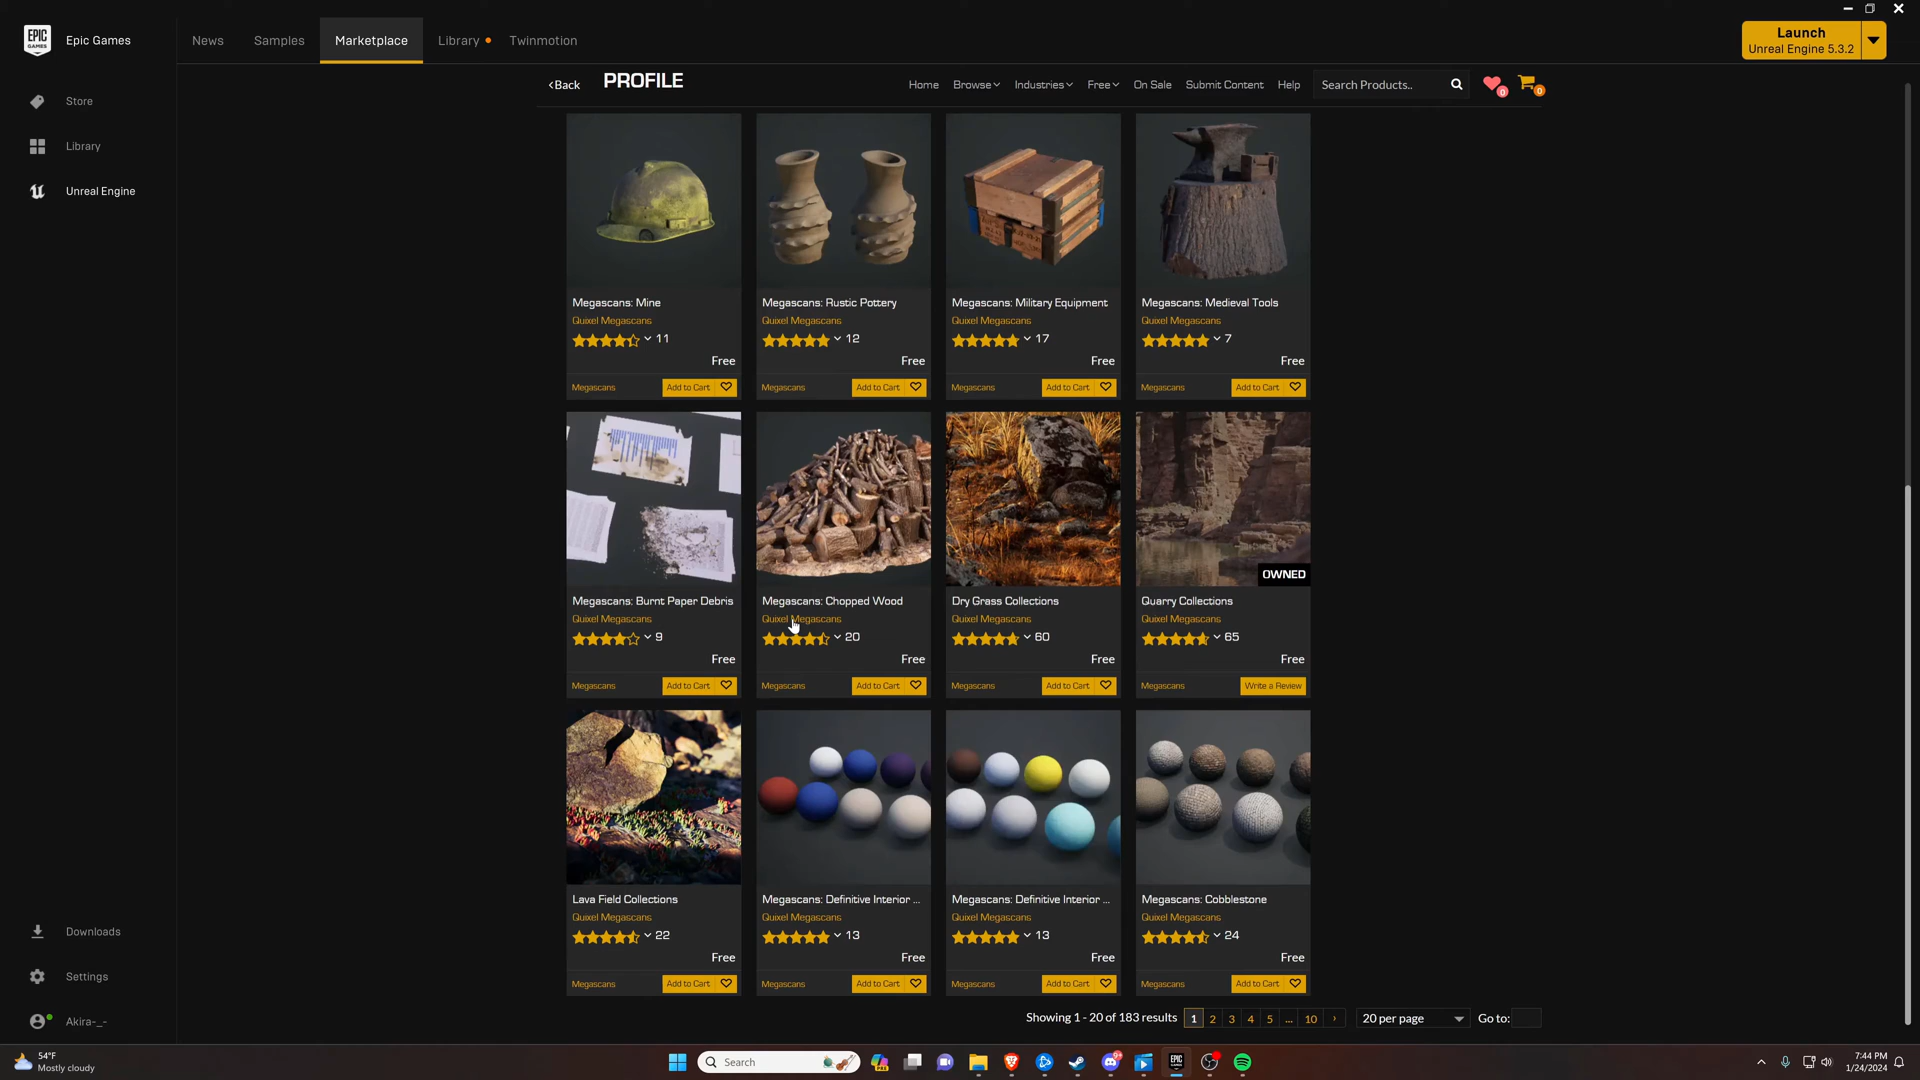 EPIC GAMES
Epic Games
News
Samples
Marketplace
Library
Twinmotion
Launch
Unreal Engine 5.3.2
Store
Library
Unreal Engine
Downloads
Settings
Akira-_-
Back
PROFILE
Home
Browse
Industries
Free
On Sale
Submit Content
Help
Search Products..
0
0
Megascans: Mine
Quixel Megascans
11
Free
Megascans
Add to Cart
Megascans: Rustic Pottery
Quixel Megascans
12
Free
Megascans
Add to Cart
Megascans: Military Equipment
Quixel Megascans
17
Free
Megascans
Add to Cart
Megascans: Medieval Tools
Quixel Megascans
7
Free
Megascans
Add to Cart
Megascans: Burnt Paper Debris
Quixel Megascans
9
Free
Megascans
Add to Cart
Megascans: Chopped Wood
Quixel Megascans
20
Free
Megascans
Add to Cart
Dry Grass Collections
Quixel Megascans
60
Free
Megascans
Add to Cart
OWNED
Quarry Collections
Quixel Megascans
65
Free
Megascans
Write a Review
Lava Field Collections
Quixel Megascans
22
Free
Megascans
Add to Cart
Megascans: Definitive Interior ...
Quixel Megascans
13
Free
Megascans
Add to Cart
Megascans: Definitive Interior ...
Quixel Megascans
13
Free
Megascans
Add to Cart
Megascans: Cobblestone
Quixel Megascans
24
Free
Megascans
Add to Cart
Showing 1 - 20 of 183 results
1 2 3 4 5 ... 10 ›
20 per page
Go to:
54°F
Mostly cloudy
Search
7:44 PM
1/24/2024